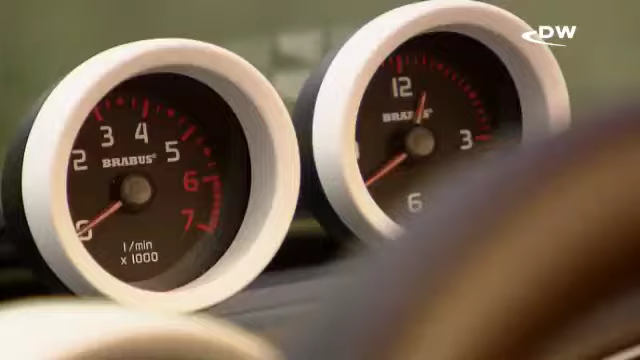 DW
2 3 4 5 6 7
BRABUS®
0
1/min
x 1000
12
BRABUS®
3
6